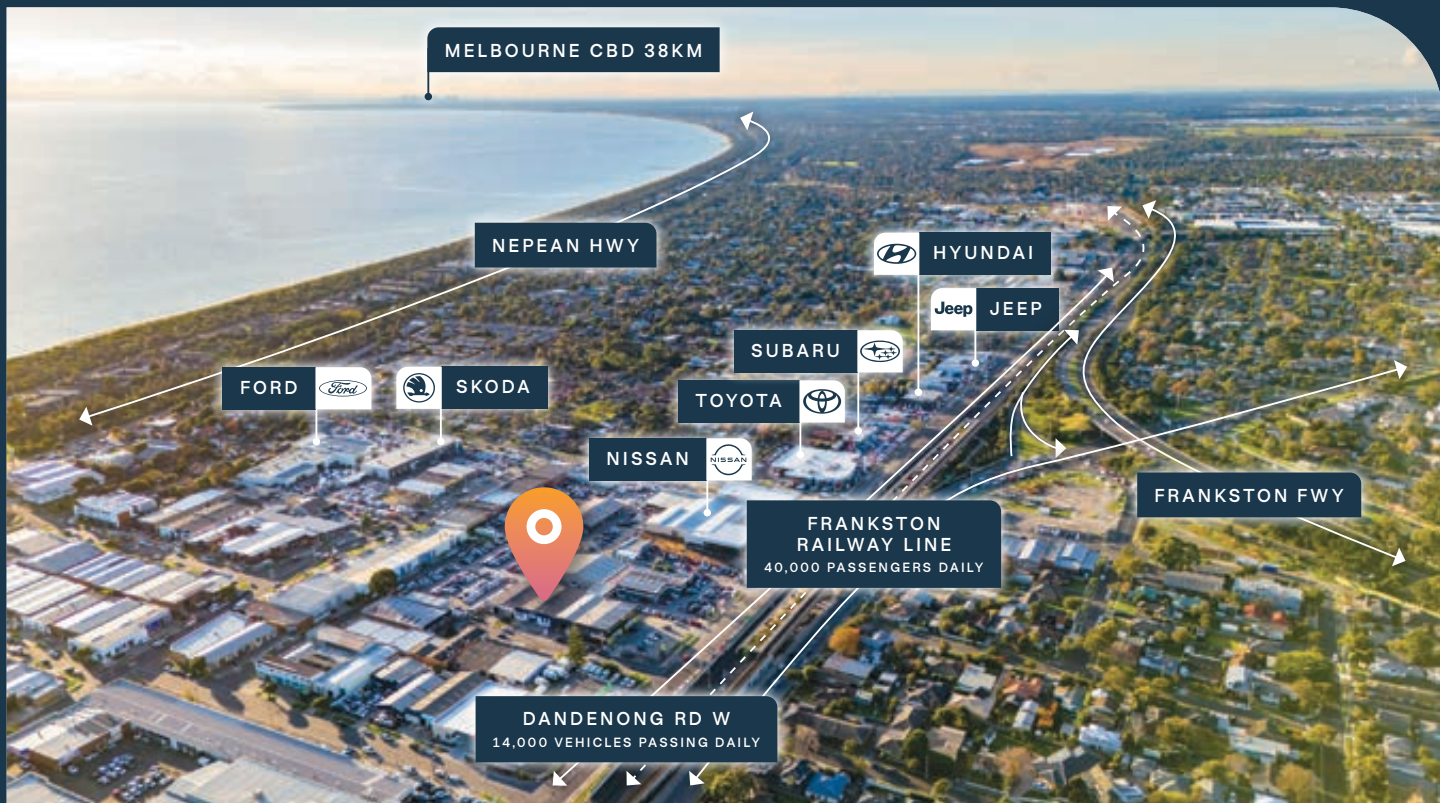 MELBOURNE CBD 38KM
NEPEAN HWY
HYUNDAI
Jeep JEEP
SUBARU
FORD Ford
SKODA
TOYOTA
NISSAN NISSAN
FRANKSTON FWY
FRANKSTON
RAILWAY LINE
40,000 PASSENGERS DAILY
DANDENONG RD W
14,000 VEHICLES PASSING DAILY